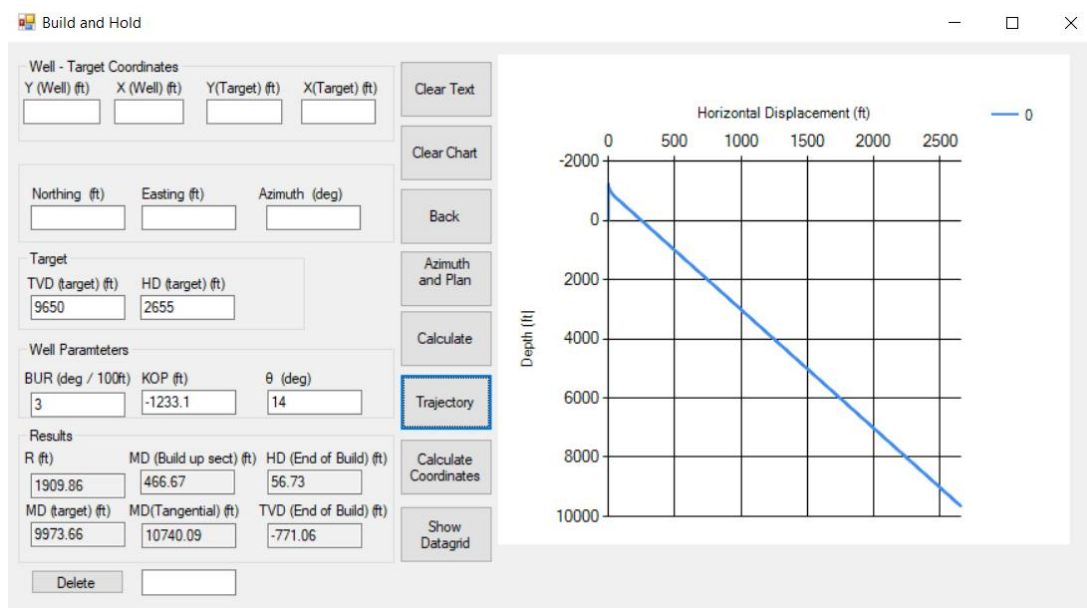 Build and Hold
Well - Target Coordinates
Y (Well) (ft) X (Well) (ft) Y(Target) (ft) X(Target) (ft)
Northing (ft) Easting (ft) Azimuth (deg)
Target
TVD (target) (ft) HD (target) (ft)
9650 2655
Well Paramteters
BUR (deg / 100ft) KOP (ft) θ (deg)
3 -1233.1 14
Results
R (ft) MD (Build up sect) (ft) HD (End of Build) (ft)
1909.86 466.67 56.73
MD (target) (ft) MD(Tangential) (ft) TVD (End of Build) (ft)
9973.66 10740.09 -771.06
Delete
Clear Text
Clear Chart
Back
Azimuth
and Plan
Calculate
Trajectory
Calculate
Coordinates
Show
Datagrid
Horizontal Displacement (ft)
0
0 500 1000 1500 2000 2500
-2000
0
2000
4000
6000
8000
10000
Depth (ft)